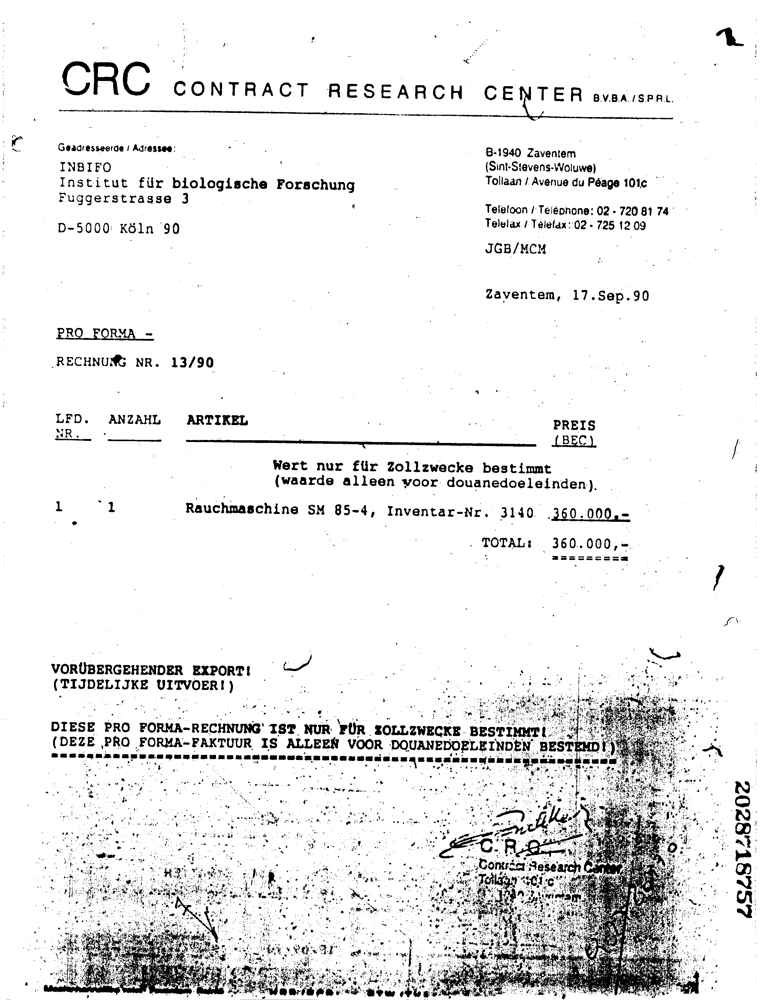 CRC CONTRACT RESEARCH CENTER B.V.B.A./S.P.R.L.
Geadresseerde / Adressee:
INBIFO
Institut für biologische Forschung
Fuggerstrasse 3
D-5000 Köln 90
B-1940 Zaventem
(Sint-Stevens-Woluwe)
Tollaan / Avenue du Péage 101c
Telefoon / Téléphone: 02 - 720 81 74
Telefax / Telefax: 02 - 725 12 09
JGB/MCM
Zaventem, 17.Sep.90
PRO FORMA -
RECHNUNG NR. 13/90
LFD. ANZAHL ARTIKEL PREIS
NR. (BEC)
Wert nur für Zollzwecke bestimmt
(waarde alleen voor douanedoeleinden).
1 1 Rauchmaschine SM 85-4, Inventar-Nr. 3140 360.000,-
TOTAL: 360.000,-
=========
VORÜBERGEHENDER EXPORT!
(TIJDELIJKE UITVOER!)
DIESE PRO FORMA-RECHNUNG IST NUR FÜR ZOLLZWECKE BESTIMMT!
(DEZE PRO FORMA-FAKTUUR IS ALLEEN VOOR DOUANEDOELEINDEN BESTEMD!)
C. R. C.
Contract Research Center
Tollaan 101 c
2028718757